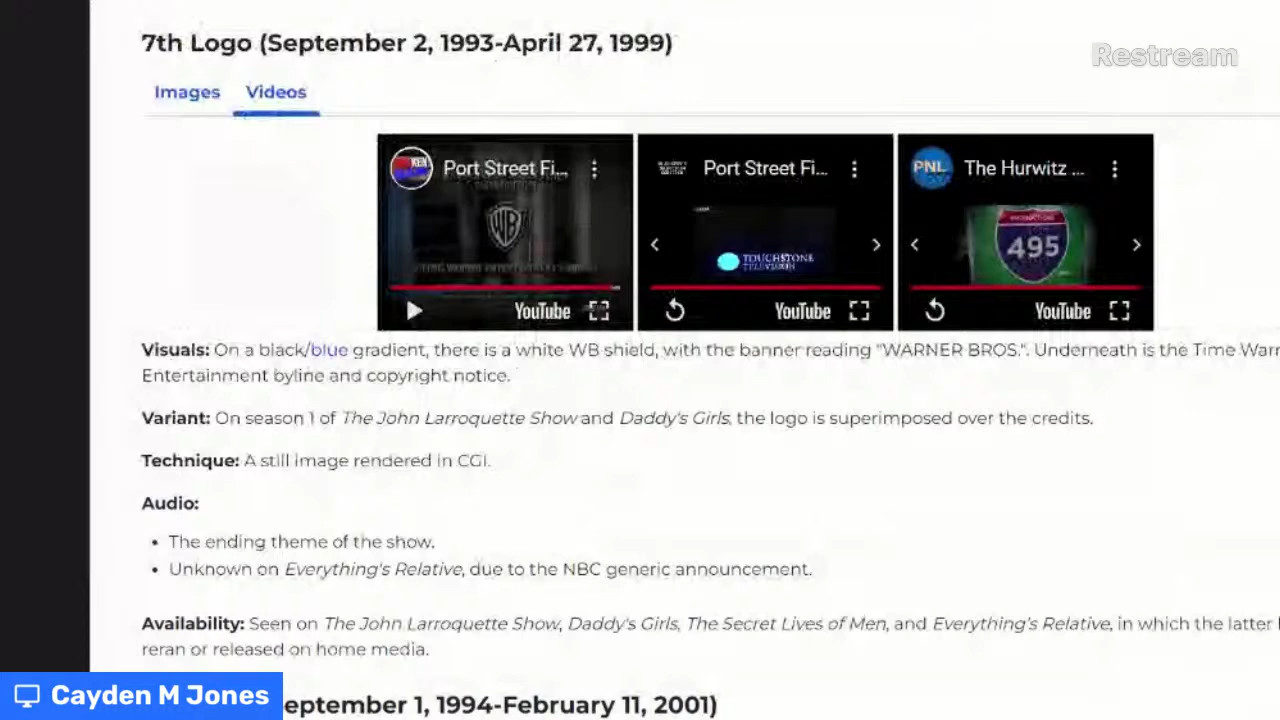 7th Logo (September 2, 1993-April 27, 1999)
Restream
Images Videos
Port Street Fi... Port Street Fi... The Hurwitz ...
PNL
WB
495
TOUCHSTONE
TELEVISION
YouTube YouTube YouTube
Visuals: On a black/blue gradient, there is a white WB shield, with the banner reading "WARNER BROS.". Underneath is the Time Warn
Entertainment byline and copyright notice.
Variant: On season 1 of The John Larroquette Show and Daddy's Girls, the logo is superimposed over the credits.
Technique: A still image rendered in CGI.
Audio:
• The ending theme of the show.
• Unknown on Everything's Relative, due to the NBC generic announcement.
Availability: Seen on The John Larroquette Show, Daddy's Girls, The Secret Lives of Men, and Everything's Relative, in which the latter
reran or released on home media.
Cayden M Jones
eptember 1, 1994-February 11, 2001)